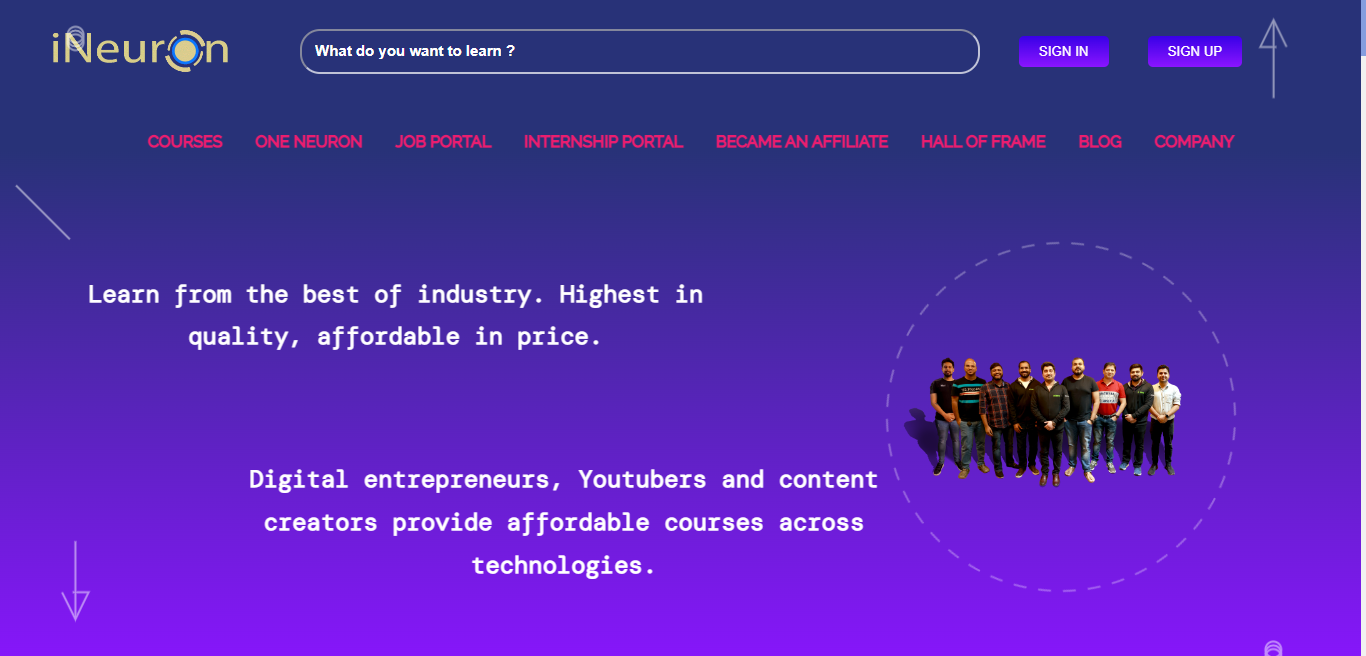 iNeuron
What do you want to learn ?
SIGN IN
SIGN UP
COURSES ONE NEURON JOB PORTAL INTERNSHIP PORTAL BECAME AN AFFILIATE HALL OF FRAME BLOG COMPANY
Learn from the best of industry. Highest in
quality, affordable in price.
Digital entrepreneurs, Youtubers and content
creators provide affordable courses across
technologies.